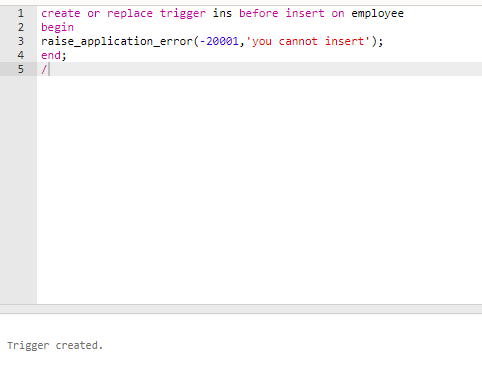 1 create or replace trigger ins before insert on employee
2 begin
3 raise_application_error(-20001,'you cannot insert');
4 end;
5 /
Trigger created.